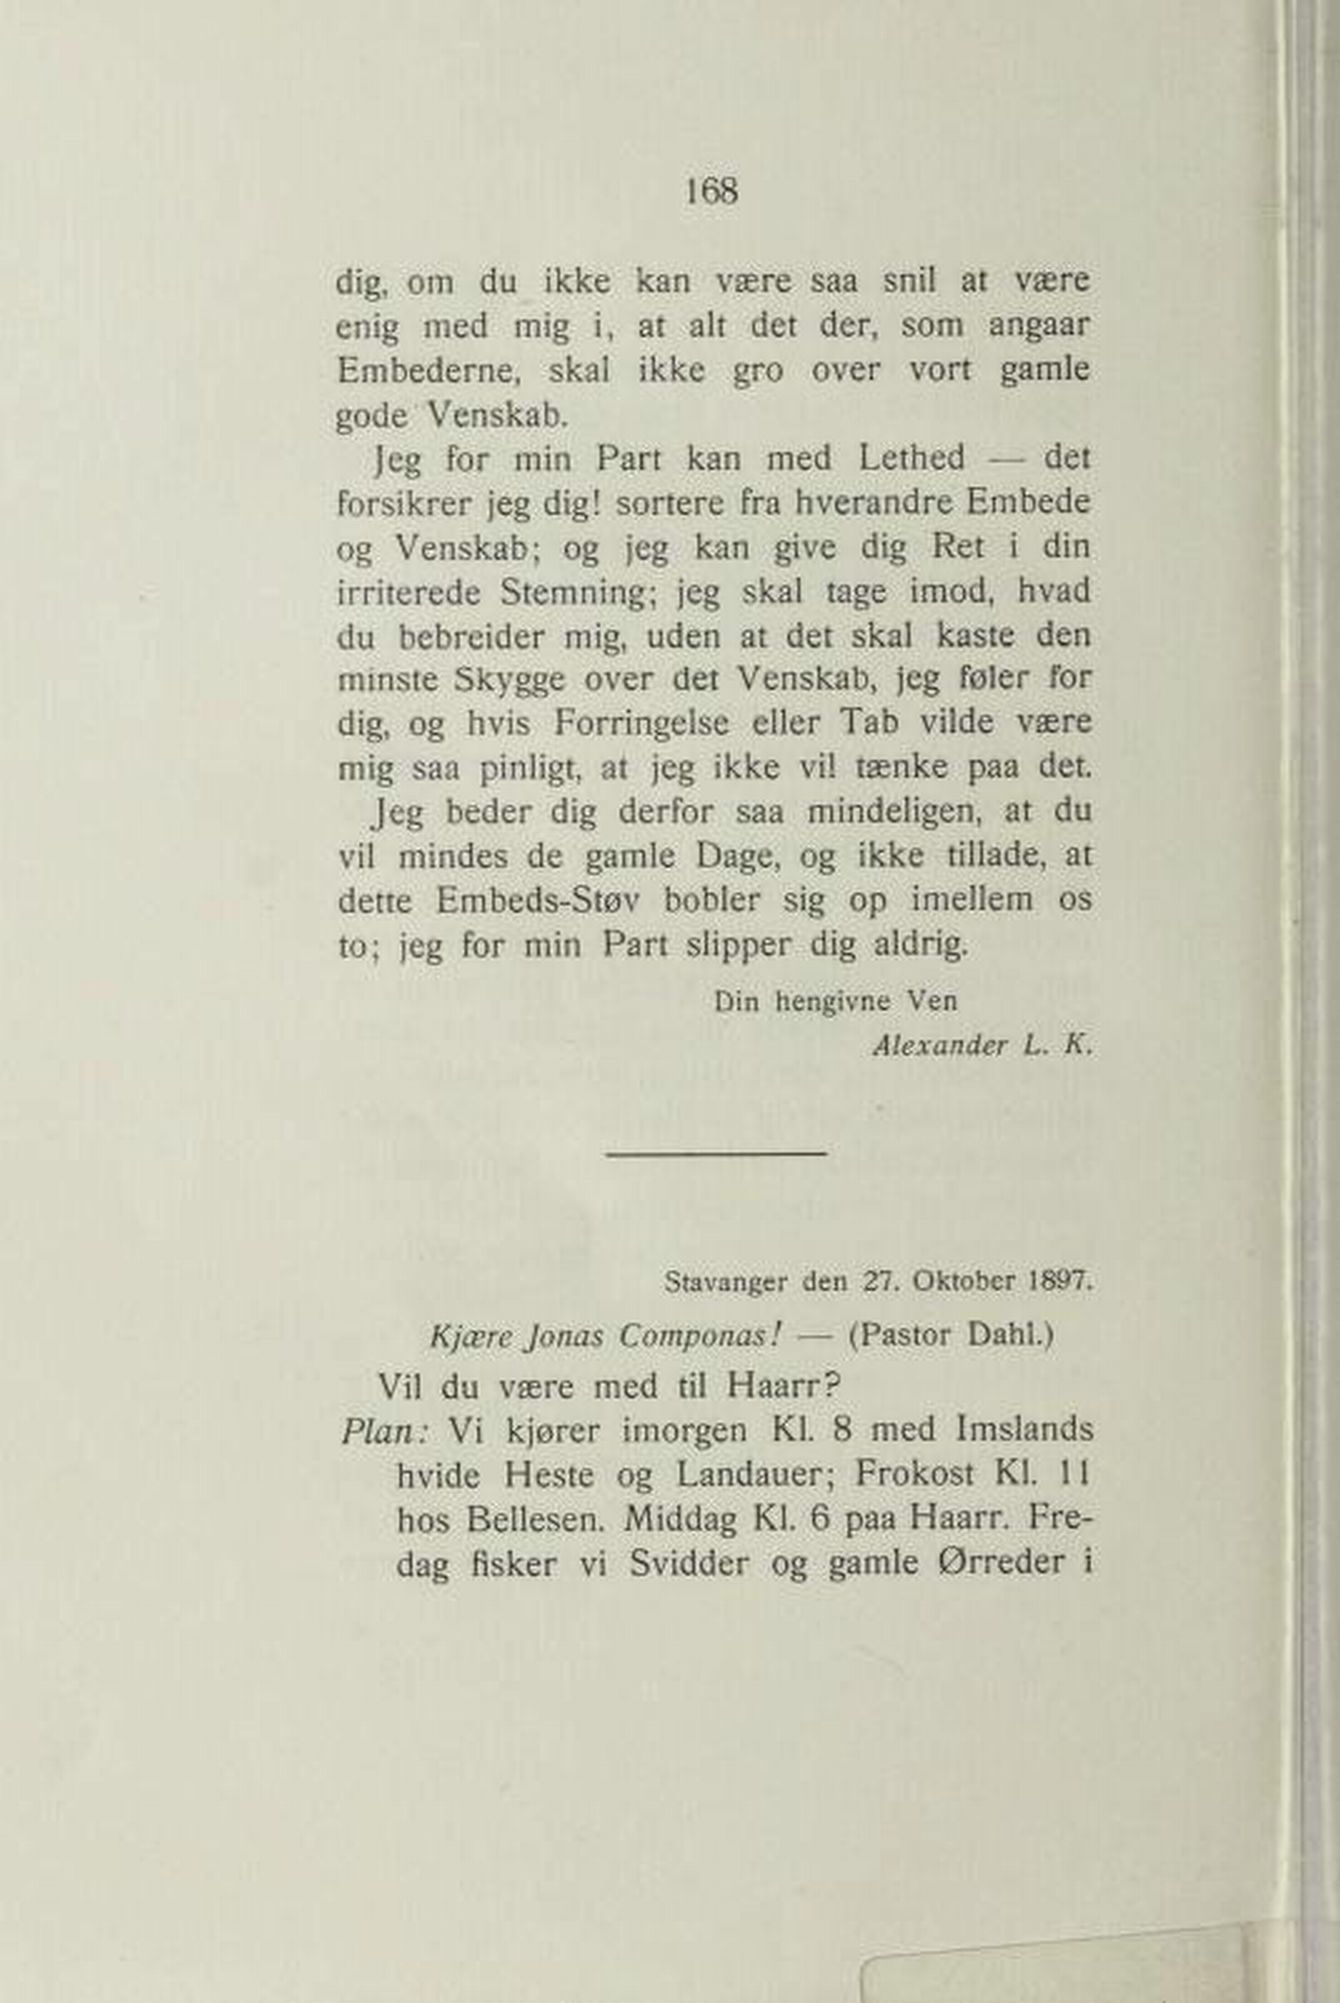 168
dig, om du ikke kan være saa snil at være
enig med mig i, at alt det der, som angaar
Embederne, skal ikke gro over vort gamle
gode Venskab.
Jeg for min Part kan med Lethed — det
forsikrer jeg dig! sortere fra hverandre Embede
og Venskab; og jeg kan give dig Ret i din
irriterede Stemning; jeg skal tage imod, hvad
du bebreider mig, uden at det skal kaste den
minste Skygge over det Venskab, jeg føler for
dig, og hvis Forringelse eller Tab vilde være
mig saa pinligt, at jeg ikke vil tænke paa det.
Jeg beder dig derfor saa mindeligen, at du
vil mindes de gamle Dage, og ikke tillade, at
dette Embeds-Støv bobler sig op imellem os
to; jeg for min Part slipper dig aldrig.
Din hengivne Ven
Alexander L. K.
Stavanger den 27. Oktober 1897.
Kjære Jonas Componas! — (Pastor Dahl.)
Vil du være med til Haarr?
Plan: Vi kjører imorgen Kl. 8 med Imslands
hvide Heste og Landauer; Frokost Kl. 11
hos Bellesen. Middag Kl. 6 paa Haarr. Fre-
dag fisker vi Svidder og gamle Ørreder i